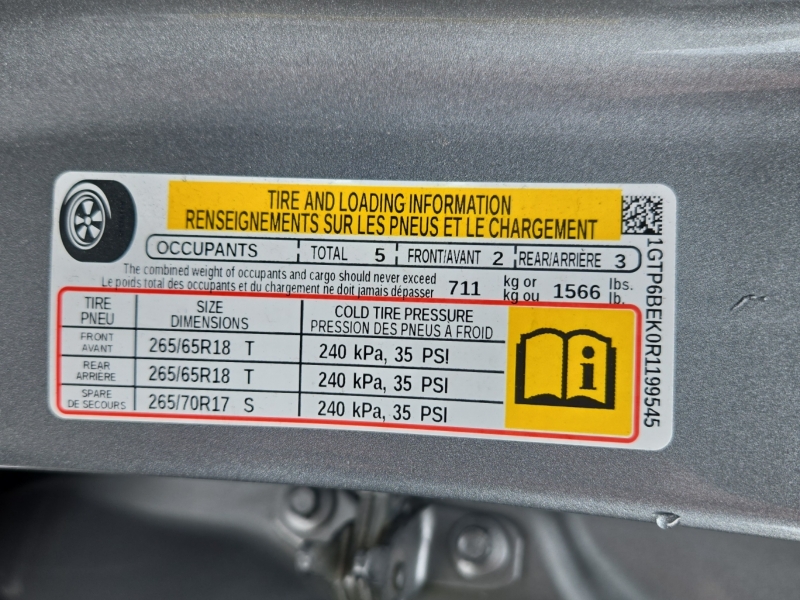 TIRE AND LOADING INFORMATION
RENSEIGNEMENTS SUR LES PNEUS ET LE CHARGEMENT
OCCUPANTS TOTAL 5 FRONT/AVANT 2 REAR/ARRIÈRE 3
The combined weight of occupants and cargo should never exceed 711 kg or 1566 lbs.
Le poids total des occupants et du chargement ne doit jamais dépasser kg ou lb.
TIRE SIZE COLD TIRE PRESSURE
PNEU DIMENSIONS PRESSION DES PNEUS À FROID
FRONT AVANT 265/65R18 T 240 kPa, 35 PSI
REAR ARRIÈRE 265/65R18 T 240 kPa, 35 PSI
SPARE DE SECOURS 265/70R17 S 240 kPa, 35 PSI
1GTP6BEK0R1199545